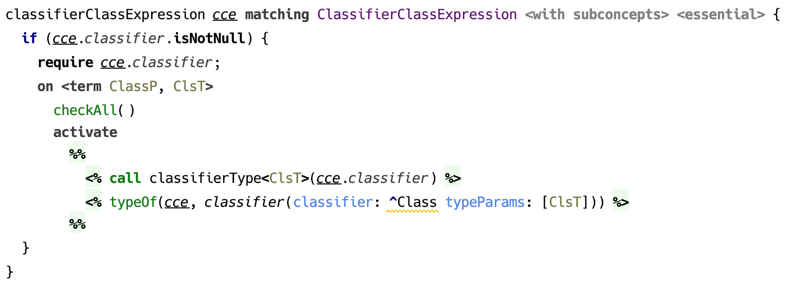 classifierClassExpression cce matching ClassifierClassExpression <with subconcepts> <essential> {
  if (cce.classifier.isNotNull) {
    require cce.classifier;
    on <term ClassP, ClsT>
      checkAll()
      activate
        %%
          <% call classifierType<ClsT>(cce.classifier) %>
          <% typeOf(cce, classifier(classifier: ^Class typeParams: [ClsT])) %>
        %%
  }
}